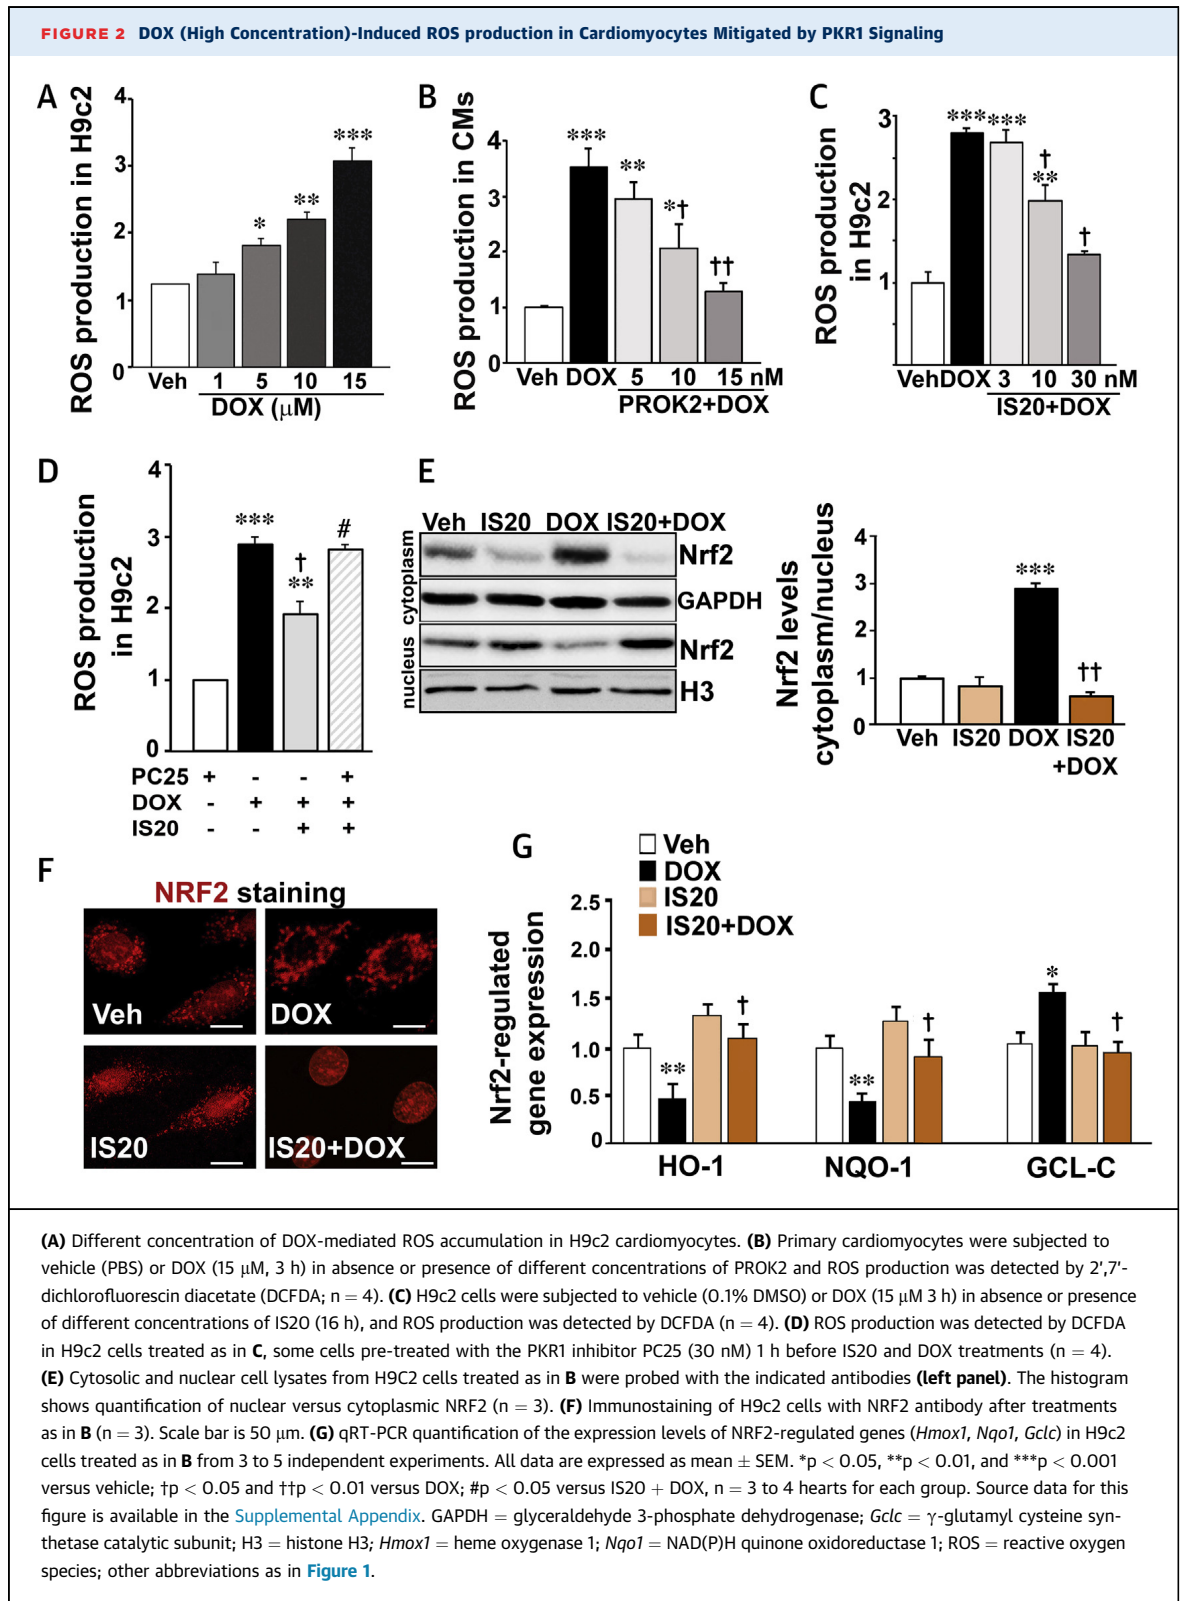 FIGURE 2 DOX (High Concentration)-Induced ROS production in Cardiomyocytes Mitigated by PKR1 Signaling
A
ROS production in H9c2
4
3
2
1
0
*
**
***
Veh 1 5 10 15
DOX (μM)
B
ROS production in CMs
4
3
2
1
0
***
**
*†
††
Veh DOX 5 10 15 nM
PROK2+DOX
C
ROS production
in H9c2
3
2
1
***
***
†
**
†
Veh DOX 3 10 30 nM
IS20+DOX
D
ROS production
in H9c2
4
3
2
1
0
***
†
**
#
PC25 + - - +
DOX - + + +
IS20 - - + +
E
Veh IS20 DOX IS20+DOX
cytoplasm
Nrf2
GAPDH
nucleus
Nrf2
H3
Nrf2 levels
cytoplasm/nucleus
4
3
2
1
0
***
††
Veh IS20 DOX IS20
+DOX
F
NRF2 staining
Veh
DOX
IS20
IS20+DOX
G
Veh
DOX
IS20
IS20+DOX
Nrf2-regulated
gene expression
2.5
2.0
1.5
1.0
0.5
0
**
†
**
†
*
†
HO-1 NQO-1 GCL-C
(A) Different concentration of DOX-mediated ROS accumulation in H9c2 cardiomyocytes. (B) Primary cardiomyocytes were subjected to
vehicle (PBS) or DOX (15 μM, 3 h) in absence or presence of different concentrations of PROK2 and ROS production was detected by 2′,7′-
dichlorofluorescin diacetate (DCFDA; n = 4). (C) H9c2 cells were subjected to vehicle (0.1% DMSO) or DOX (15 μM 3 h) in absence or presence
of different concentrations of IS20 (16 h), and ROS production was detected by DCFDA (n = 4). (D) ROS production was detected by DCFDA
in H9c2 cells treated as in C, some cells pre-treated with the PKR1 inhibitor PC25 (30 nM) 1 h before IS20 and DOX treatments (n = 4).
(E) Cytosolic and nuclear cell lysates from H9C2 cells treated as in B were probed with the indicated antibodies (left panel). The histogram
shows quantification of nuclear versus cytoplasmic NRF2 (n = 3). (F) Immunostaining of H9c2 cells with NRF2 antibody after treatments
as in B (n = 3). Scale bar is 50 μm. (G) qRT-PCR quantification of the expression levels of NRF2-regulated genes (Hmox1, Nqo1, Gclc) in H9c2
cells treated as in B from 3 to 5 independent experiments. All data are expressed as mean ± SEM. *p < 0.05, **p < 0.01, and ***p < 0.001
versus vehicle; †p < 0.05 and ††p < 0.01 versus DOX; #p < 0.05 versus IS20 + DOX, n = 3 to 4 hearts for each group. Source data for this
figure is available in the Supplemental Appendix. GAPDH = glyceraldehyde 3-phosphate dehydrogenase; Gclc = γ-glutamyl cysteine syn-
thetase catalytic subunit; H3 = histone H3; Hmox1 = heme oxygenase 1; Nqo1 = NAD(P)H quinone oxidoreductase 1; ROS = reactive oxygen
species; other abbreviations as in Figure 1.